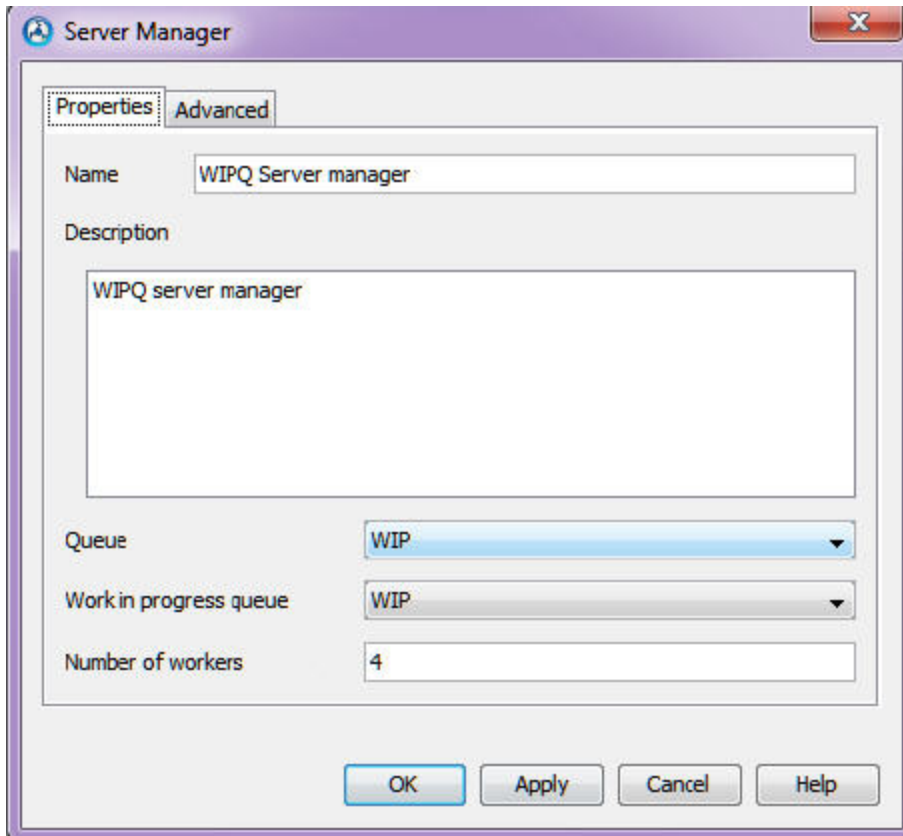 Server Manager
Properties Advanced
Name WIPQ Server manager
Description
WIPQ server manager
Queue WIP
Work in progress queue WIP
Number of workers 4
OK Apply Cancel Help